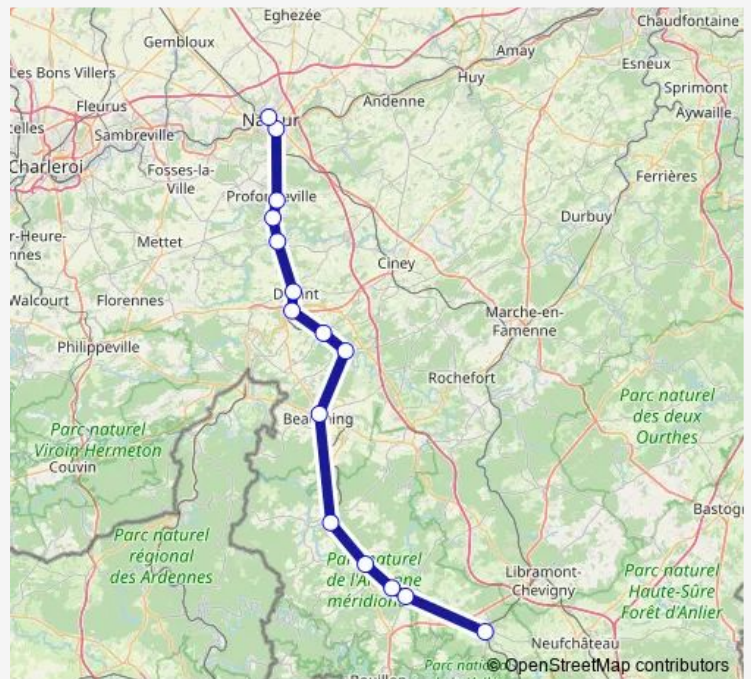 Eghezée
Chaudfontaine
Gembloux
Amay
Esneux
Les Bons Villers
Huy
Sprimont
Fleurus
Andenne
Aywaille
Sambreville
Charleroi
Fosses-la-
Ville
Ferrières
Durbuy
Mettet
Ciney
Walcourt
Florennes
Marche-en-
Famenne
Philippeville
Rochefort
Parc naturel
des deux
Ourthes
Parc naturel
Viroin Hermeton
Couvin
Parc naturel
régional
des Ardennes
Libramont-
Chevigny
Parc naturel
Haute-Sûre
Forêt d'Anlier
Neufchâteau
© OpenStreetMap contributors